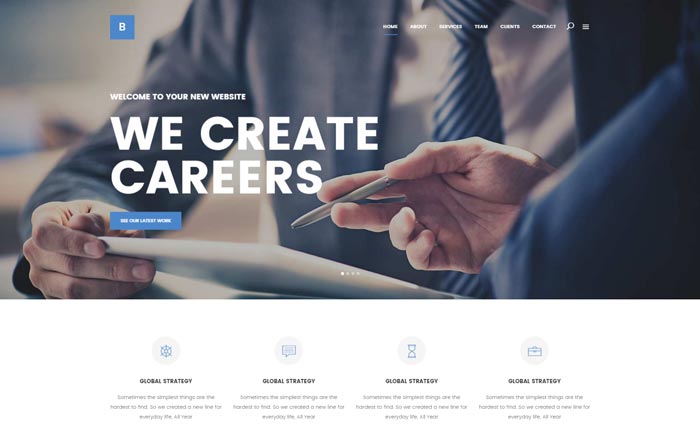 B
HOME ABOUT SERVICES TEAM CLIENTS CONTACT
WELCOME TO YOUR NEW WEBSITE
WE CREATE
CAREERS
SEE OUR LATEST WORK
GLOBAL STRATEGY
Sometimes the simplest things are the
hardest to find. So we created a new line for
everyday life, All Year
GLOBAL STRATEGY
Sometimes the simplest things are the
hardest to find. So we created a new line for
everyday life, All Year
GLOBAL STRATEGY
Sometimes the simplest things are the
hardest to find. So we created a new line for
everyday life, All Year
GLOBAL STRATEGY
Sometimes the simplest things are the
hardest to find. So we created a new line for
everyday life, All Year